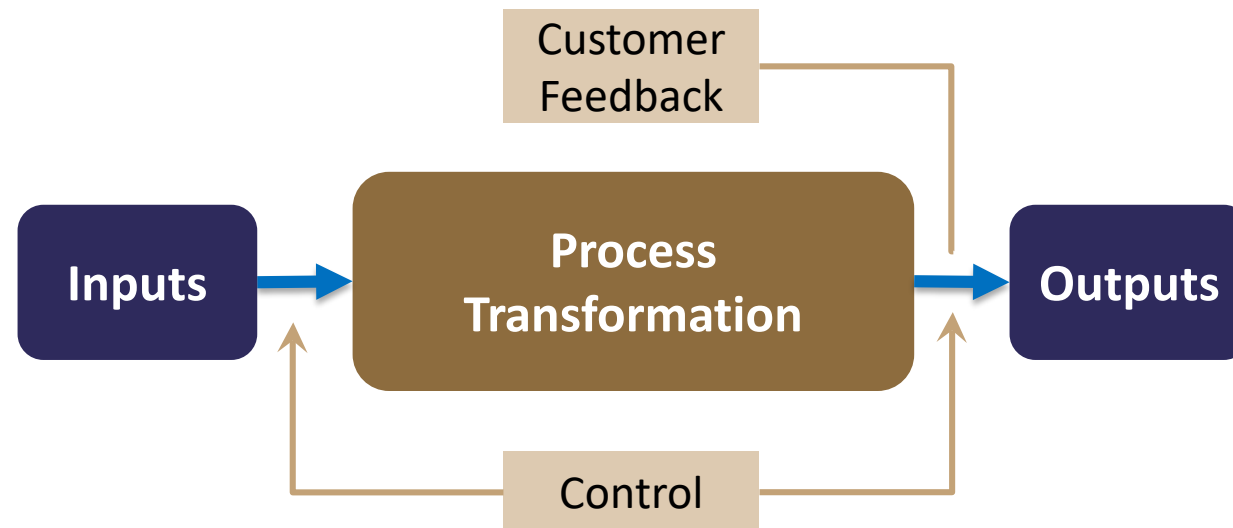 Customer
Feedback
Inputs
Process
Transformation
Outputs
Control